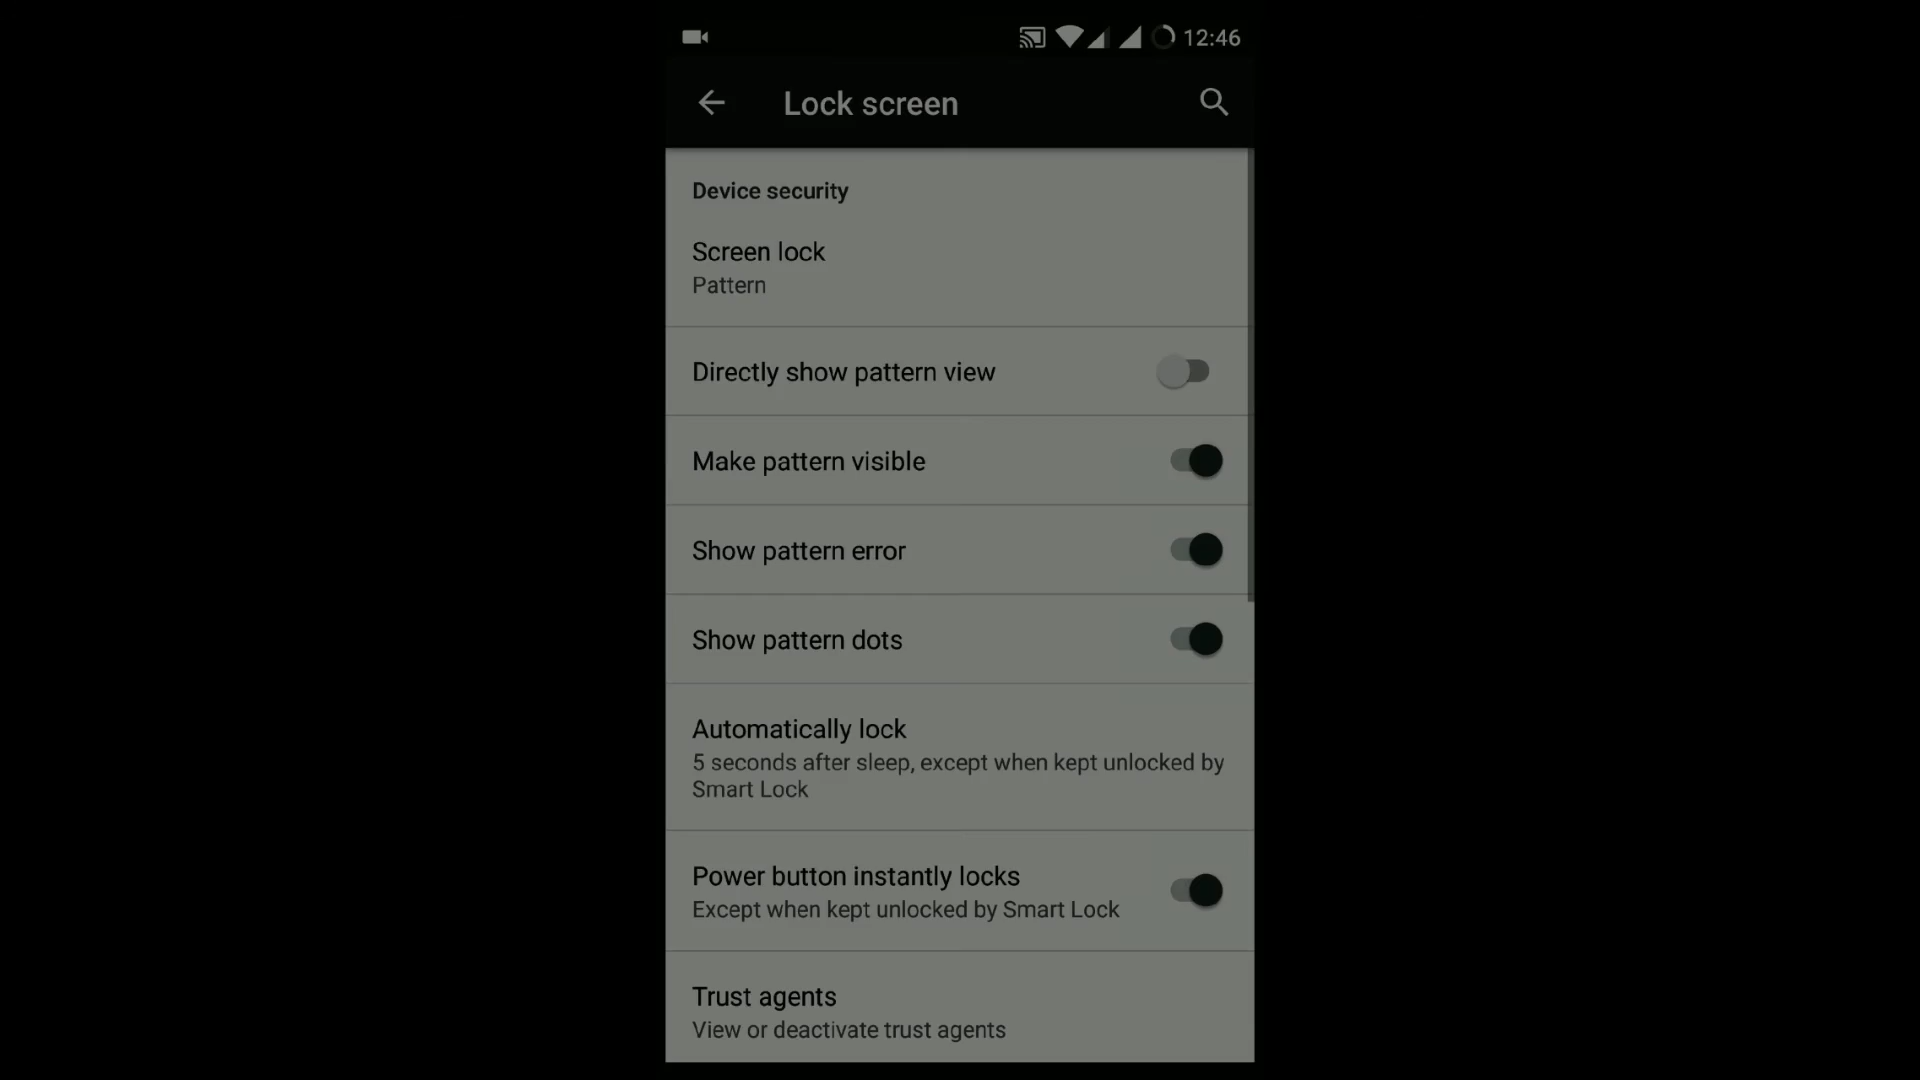 12:46
Lock screen
Device security
Screen lock
Pattern
Directly show pattern view
Make pattern visible
Show pattern error
Show pattern dots
Automatically lock
5 seconds after sleep, except when kept unlocked by
Smart Lock
Power button instantly locks
Except when kept unlocked by Smart Lock
Trust agents
View or deactivate trust agents